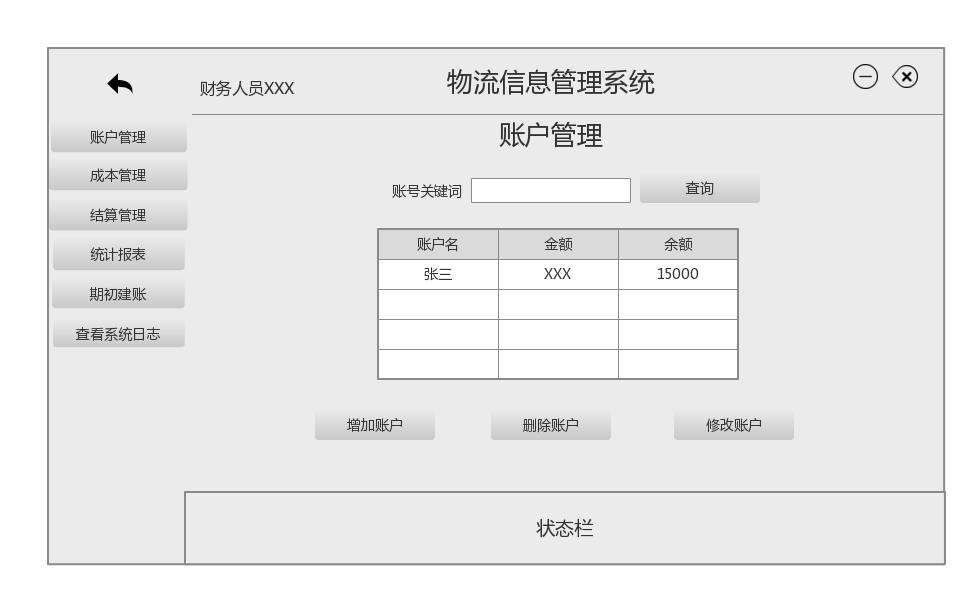 物流信息管理系统
财务人员XXX
账户管理
账户管理
成本管理
结算管理
统计报表
期初建账
查看系统日志
账号关键词
查询
账户名 金额 余额
张三 XXX 15000
增加账户 删除账户 修改账户
状态栏